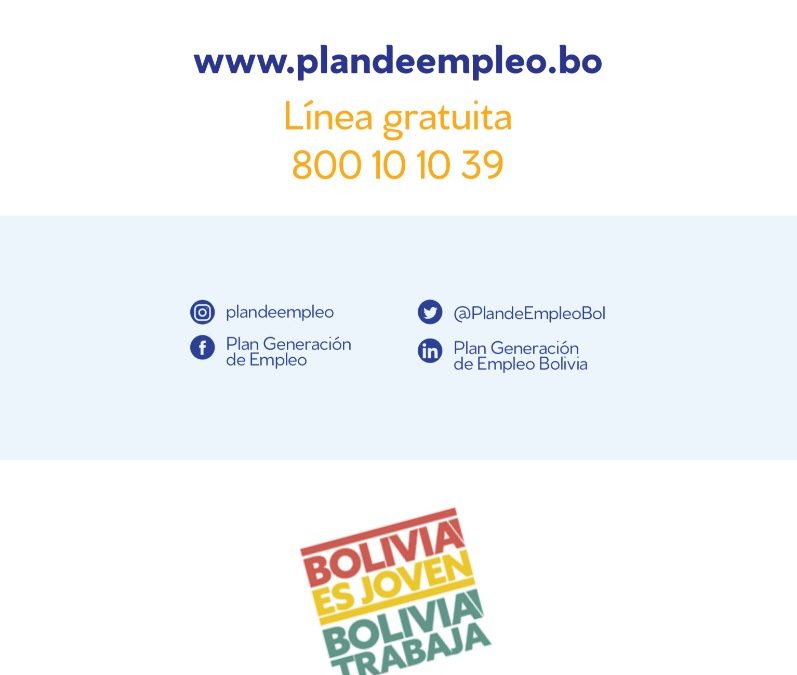 www.plandeempleo.bo
Línea gratuita
800 10 10 39
plandeempleo
@PlandeEmpleoBol
Plan Generación
de Empleo
Plan Generación
de Empleo Bolivia
BOLIVIA
ES JOVEN
BOLIVIA
TRABAJA